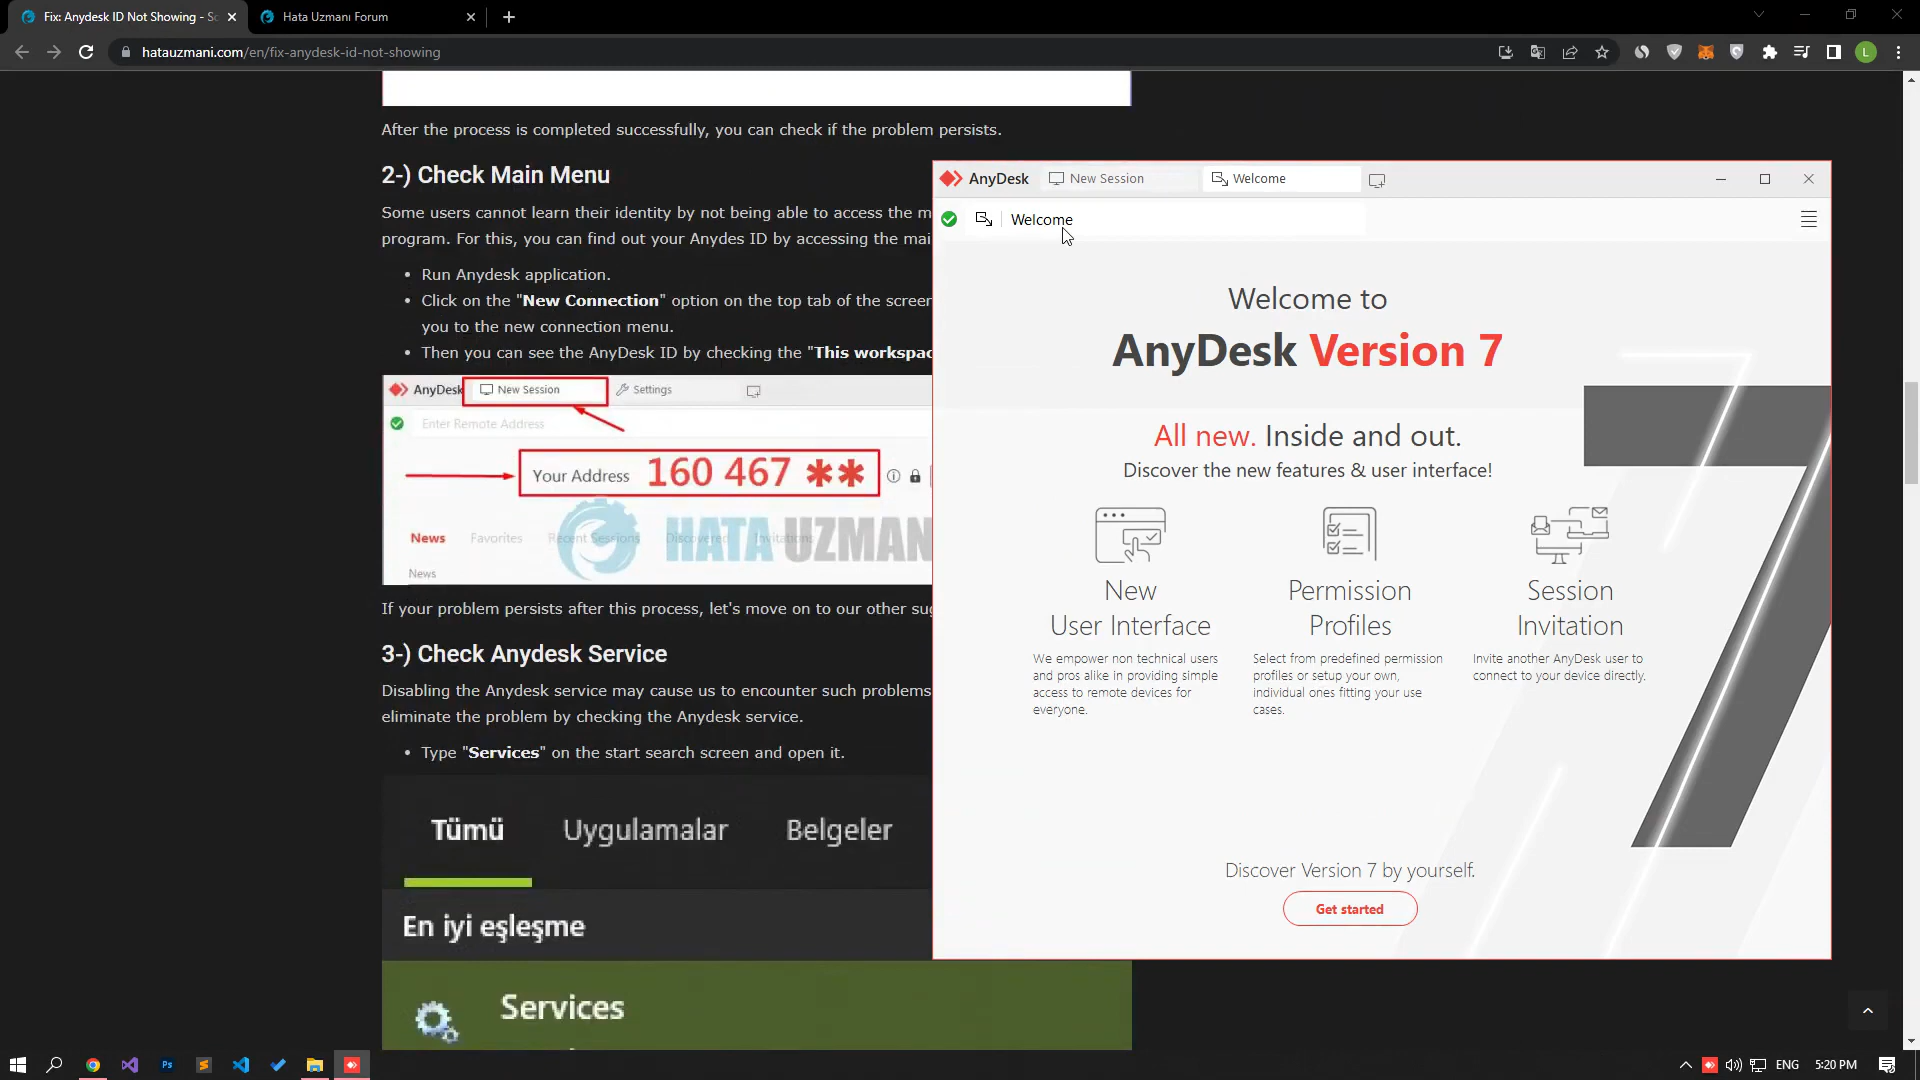 Fix: Anydesk ID Not Showing - So
Hata Uzmanı Forum
hatauzmani.com/en/fix-anydesk-id-not-showing
L
After the process is completed successfully, you can check if the problem persists.
2-) Check Main Menu
Some users cannot learn their identity by not being able to access the m
program. For this, you can find out your Anydes ID by accessing the mai
Run Anydesk application.
Click on the "New Connection" option on the top tab of the screen
you to the new connection menu.
Then you can see the AnyDesk ID by checking the "This workspac
AnyDesk
New Session
Settings
Enter Remote Address
Your Address 160 467 **
HATA UZMAN
News
Favorites
Recent Sessions
Discovered
Invitations
News
If your problem persists after this process, let's move on to our other sug
3-) Check Anydesk Service
Disabling the Anydesk service may cause us to encounter such problems
eliminate the problem by checking the Anydesk service.
Type "Services" on the start search screen and open it.
Tümü
Uygulamalar
Belgeler
En iyi eşleşme
Services
AnyDesk
New Session
Welcome
Welcome
Welcome to
AnyDesk Version 7
All new. Inside and out.
Discover the new features & user interface!
New
User Interface
We empower non technical users
and pros alike in providing simple
access to remote devices for
everyone.
Permission
Profiles
Select from predefined permission
profiles or setup your own,
individual ones fitting your use
cases.
Session
Invitation
Invite another AnyDesk user to
connect to your device directly.
7
Discover Version 7 by yourself.
Get started
Ps
ENG
5:20 PM